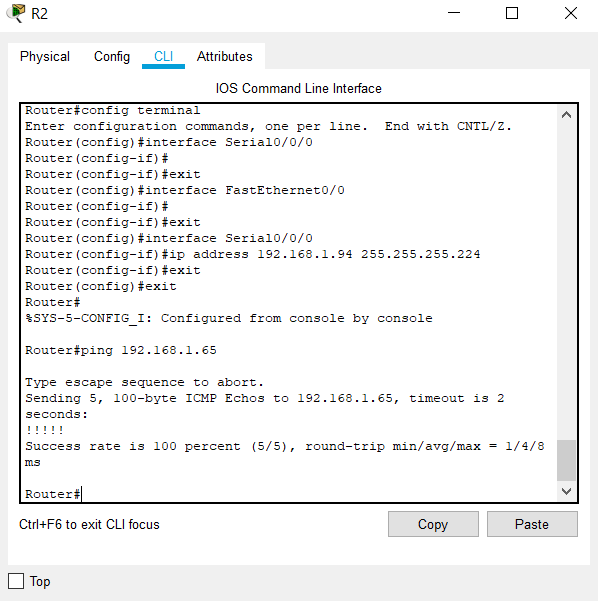 R2
Physical Config CLI Attributes
IOS Command Line Interface
Router#config terminal
Enter configuration commands, one per line.  End with CNTL/Z.
Router(config)#interface Serial0/0/0
Router(config-if)#
Router(config-if)#exit
Router(config)#interface FastEthernet0/0
Router(config-if)#
Router(config-if)#exit
Router(config)#interface Serial0/0/0
Router(config-if)#ip address 192.168.1.94 255.255.255.224
Router(config-if)#exit
Router(config)#exit
Router#
%SYS-5-CONFIG_I: Configured from console by console
Router#ping 192.168.1.65
Type escape sequence to abort.
Sending 5, 100-byte ICMP Echos to 192.168.1.65, timeout is 2
seconds:
!!!!!
Success rate is 100 percent (5/5), round-trip min/avg/max = 1/4/8
ms
Router#
Ctrl+F6 to exit CLI focus Copy Paste
Top